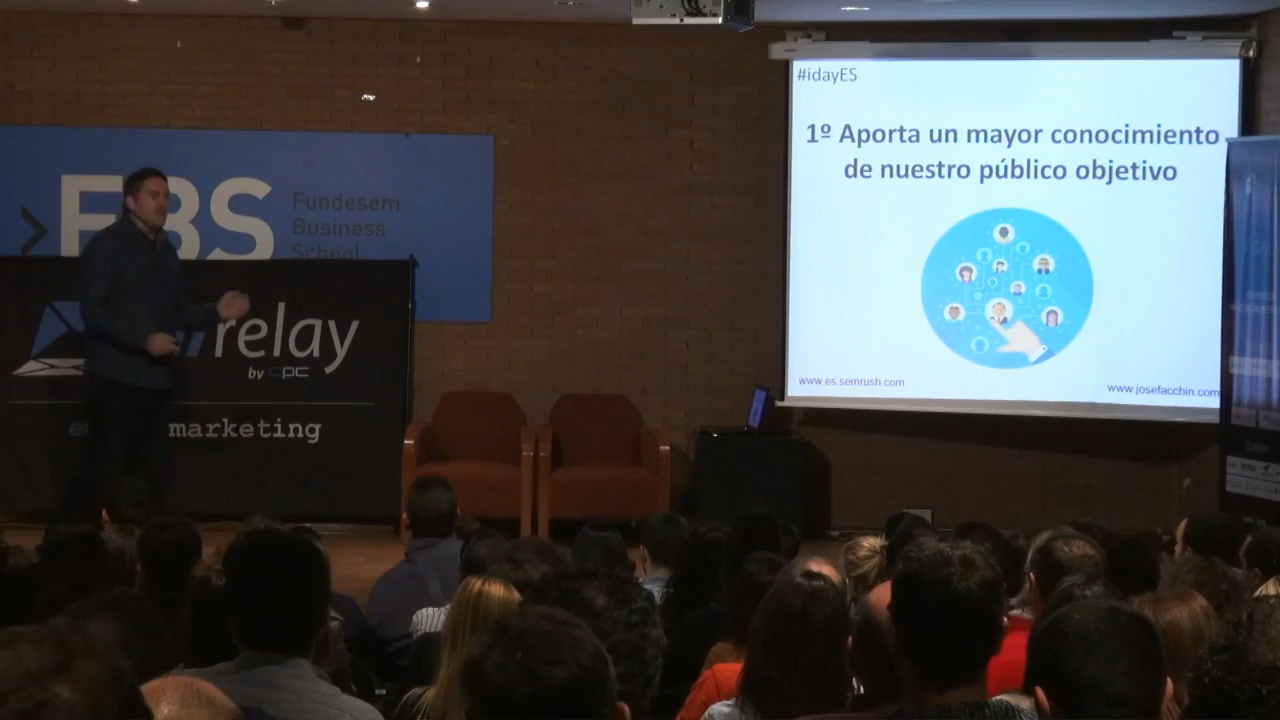 #idayES
1º Aporta un mayor conocimiento
de nuestro público objetivo
www.es.semrush.com
www.josefacchin.com
EBS
Fundesem
Business
School
relay
by cpc
marketing